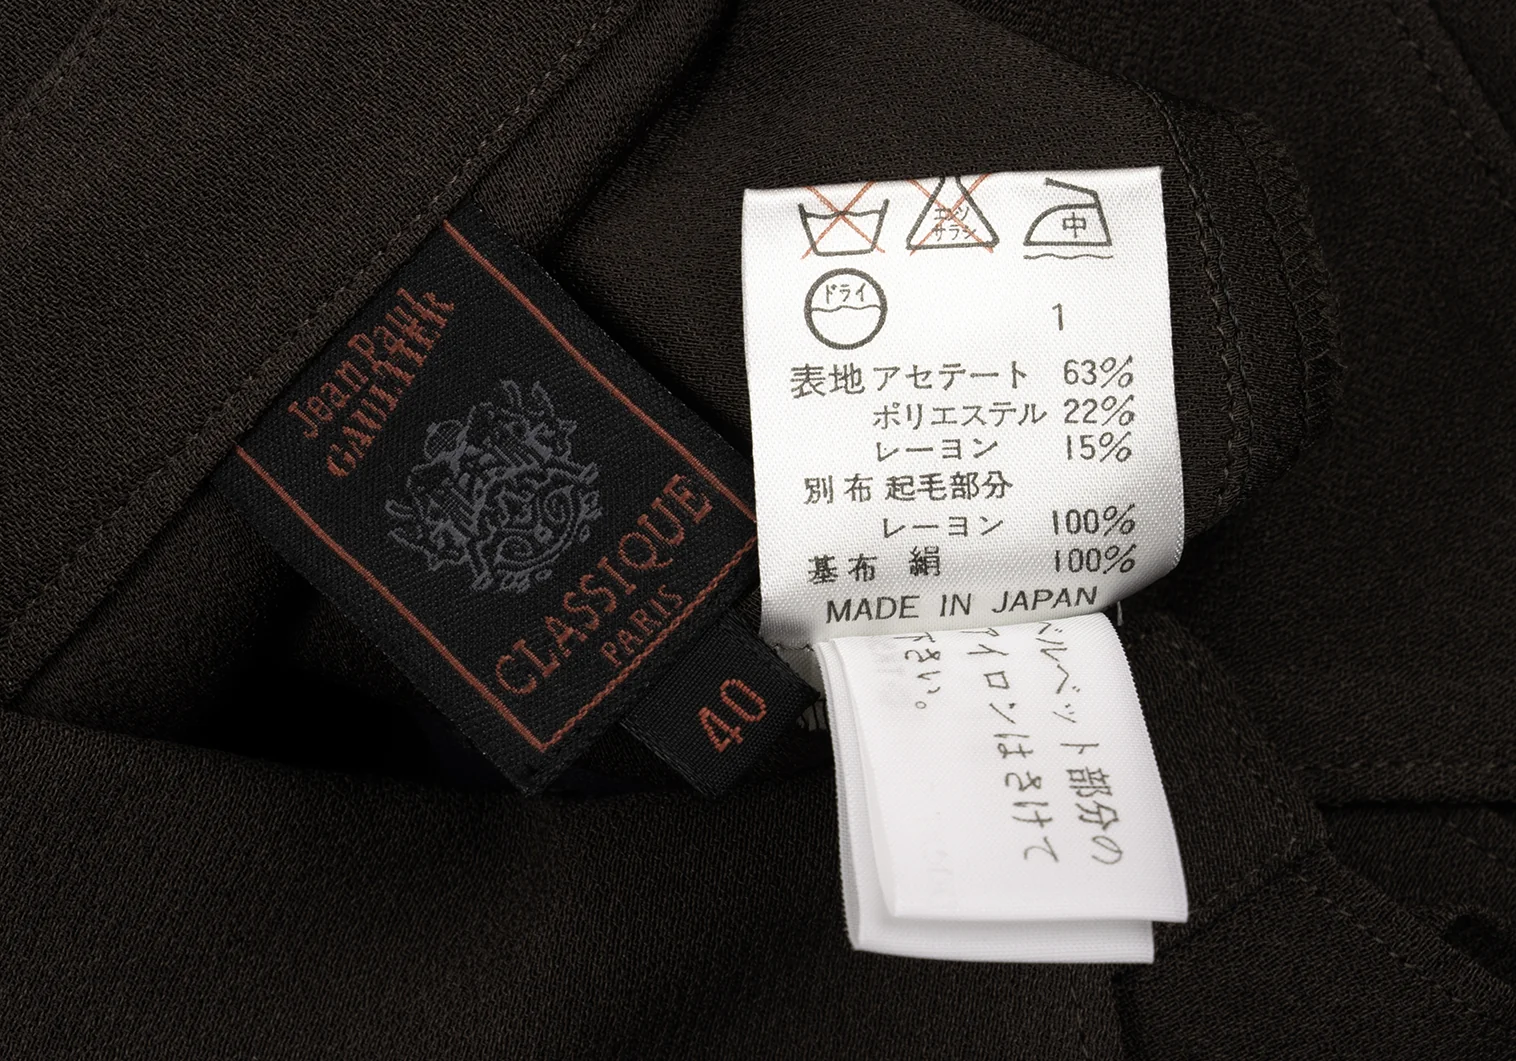 Jean Paul
GAULTIER
CLASSIQUE
PARIS
40
エンソ
サラシ
中
ドライ
1
表地 アセテート 63%
ポリエステル 22%
レーヨン 15%
別布 起毛部分
レーヨン 100%
基布 絹 100%
MADE IN JAPAN
ベルベット部分の
アイロンはさけて
下さい。